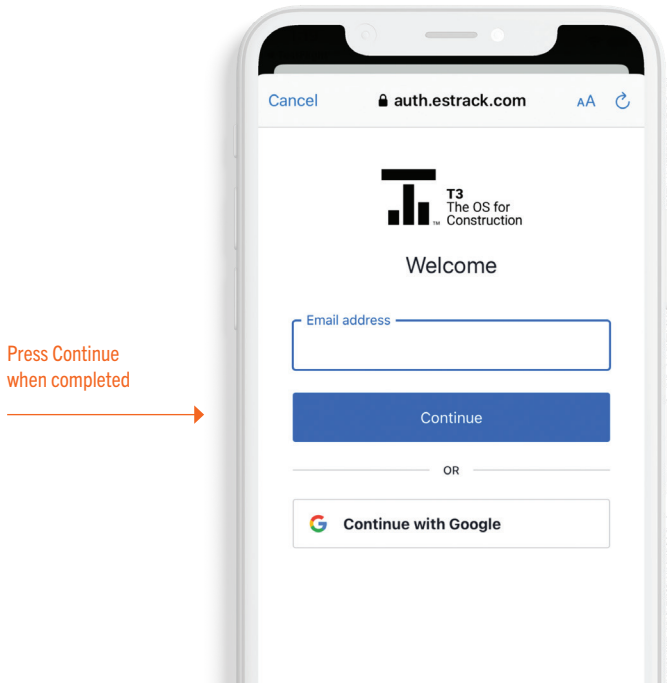 Cancel auth.estrack.com AA
T3
The OS for
TM Construction
Welcome
Email address
Press Continue
when completed
Continue
OR
Continue with Google